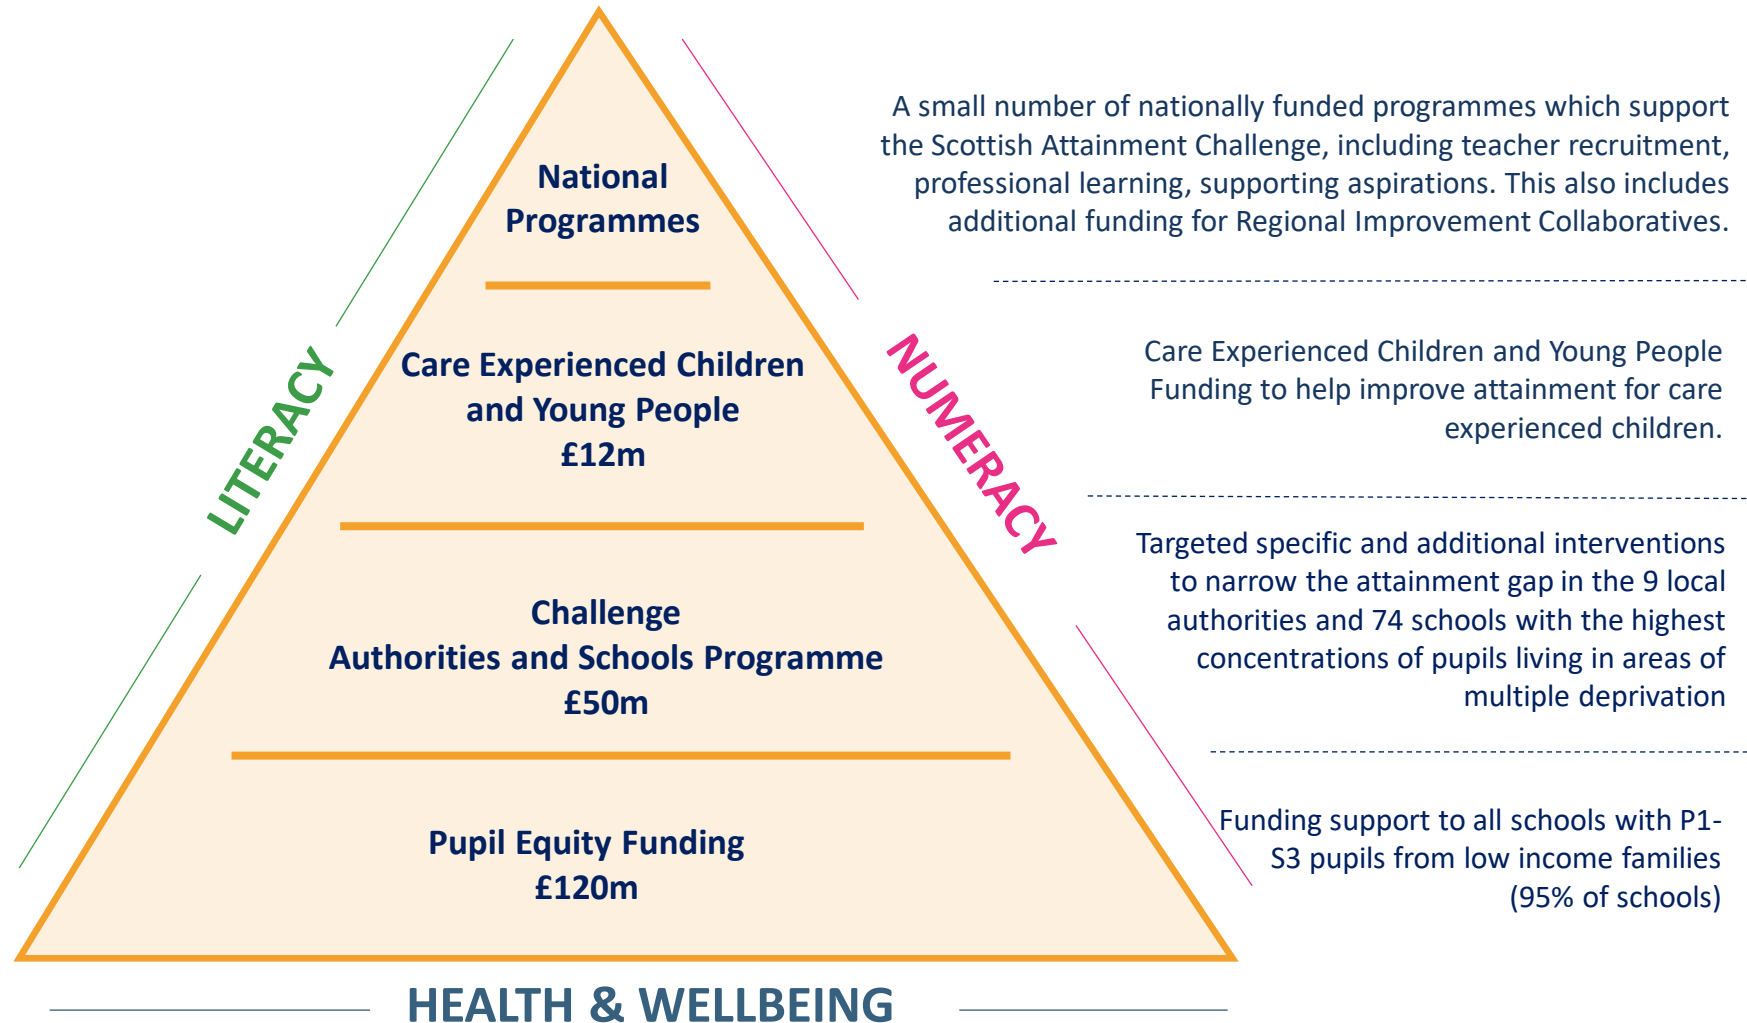 National
Programmes
A small number of nationally funded programmes which support
the Scottish Attainment Challenge, including teacher recruitment,
professional learning, supporting aspirations. This also includes
additional funding for Regional Improvement Collaboratives.
LITERACY
NUMERACY
Care Experienced Children
and Young People
£12m
Care Experienced Children and Young People
Funding to help improve attainment for care
experienced children.
Challenge
Authorities and Schools Programme
£50m
Targeted specific and additional interventions
to narrow the attainment gap in the 9 local
authorities and 74 schools with the highest
concentrations of pupils living in areas of
multiple deprivation
Pupil Equity Funding
£120m
Funding support to all schools with P1-
S3 pupils from low income families
(95% of schools)
HEALTH & WELLBEING